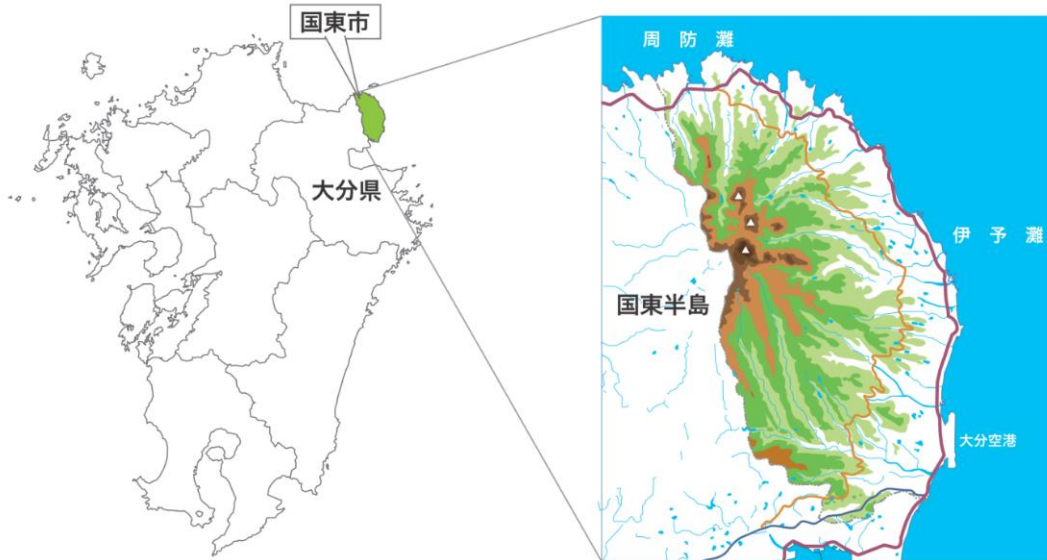 国東市
大分県
周防灘
伊予灘
国東半島
大分空港